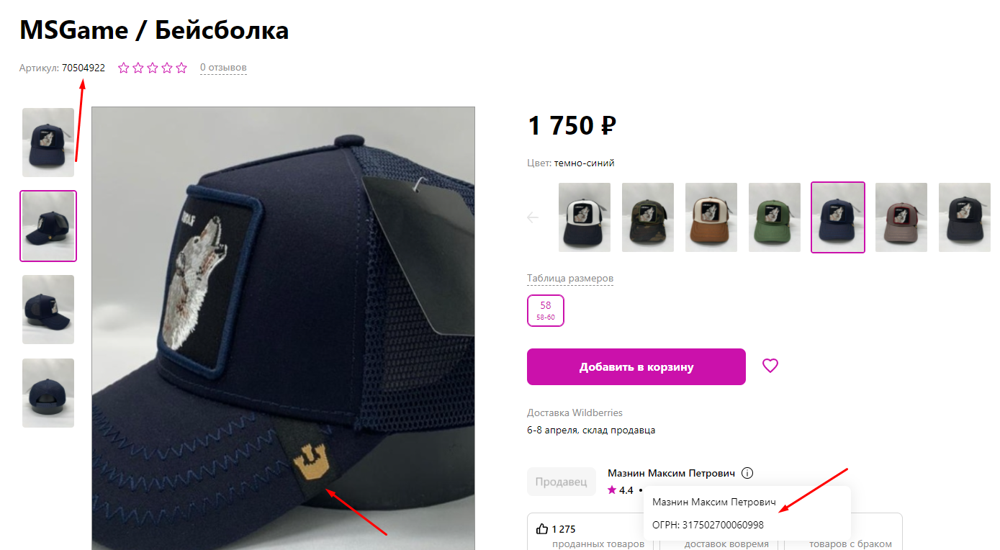 MSGame / Бейсболка
Артикул: 70504922
0 отзывов
WOLF
1 750 ₽
Цвет: темно-синий
Таблица размеров
58
58-60
Добавить в корзину
Доставка Wildberries
6-8 апреля, склад продавца
Продавец
Мазнин Максим Петрович
4.4 •
Мазнин Максим Петрович
ОГРН: 317502700060998
1 275
проданных товаров
доставок вовремя
товаров с браком